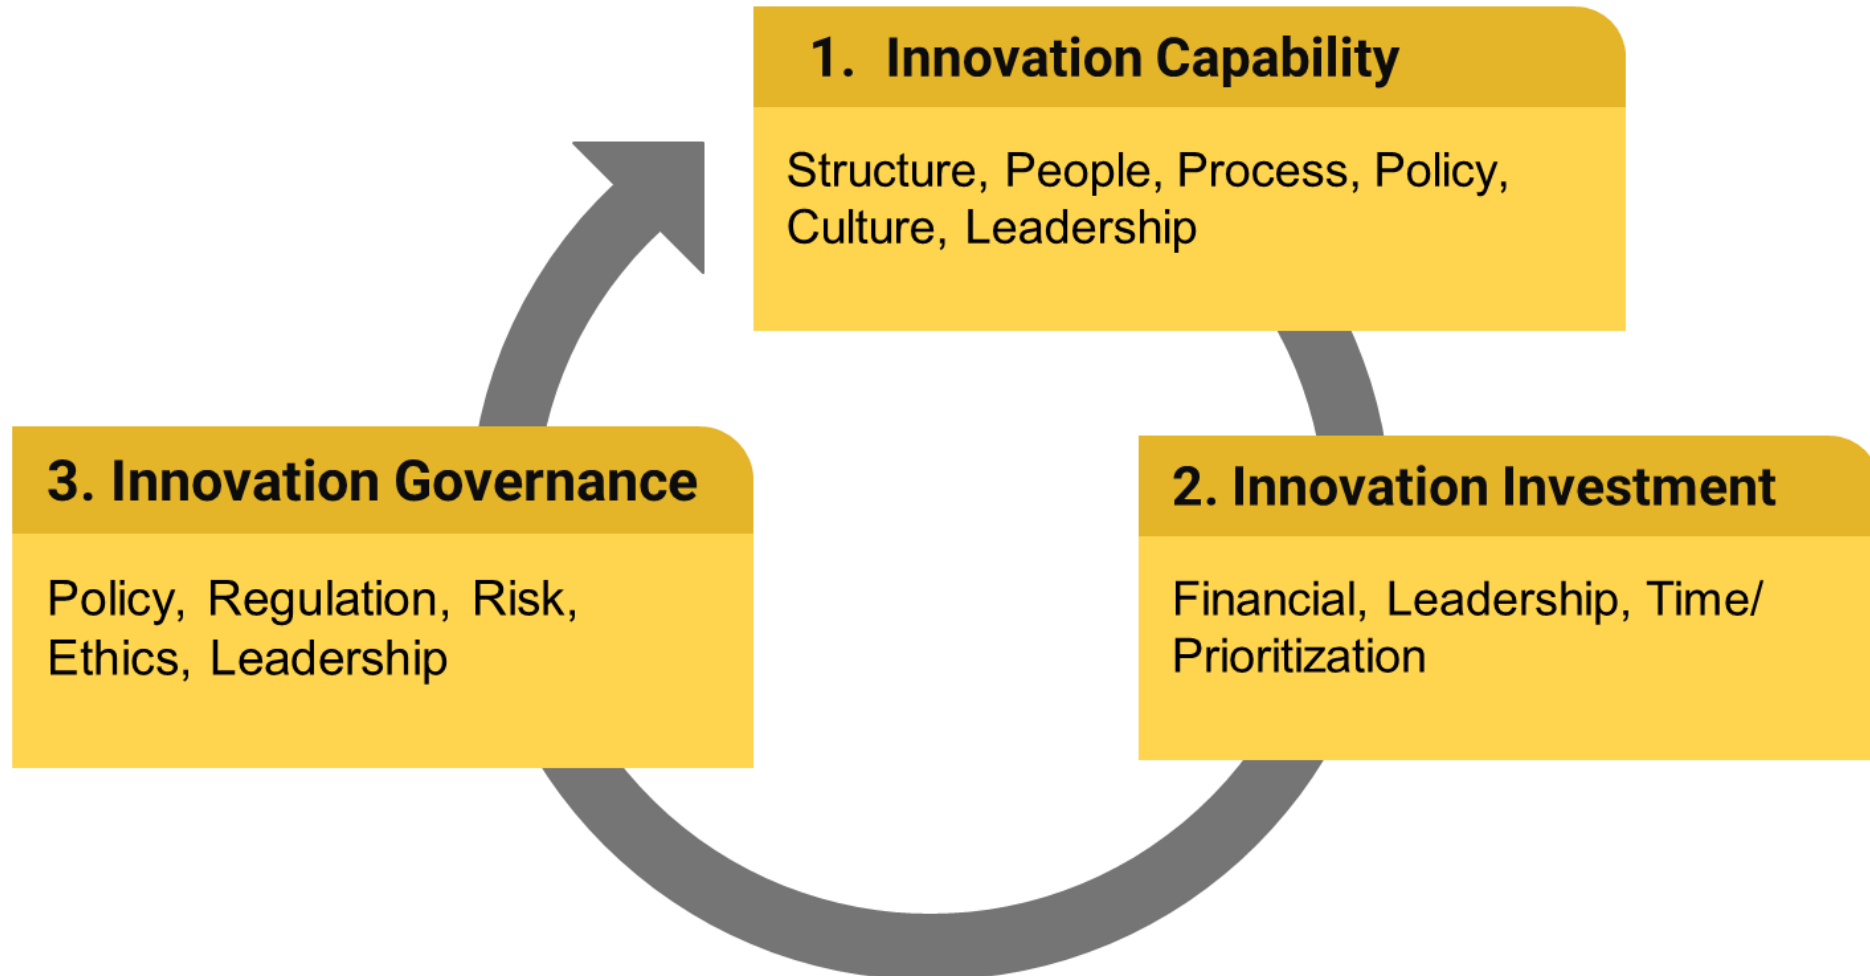 1. Innovation Capability
Structure, People, Process, Policy,
Culture, Leadership
2. Innovation Investment
Financial, Leadership, Time/
Prioritization
3. Innovation Governance
Policy, Regulation, Risk,
Ethics, Leadership